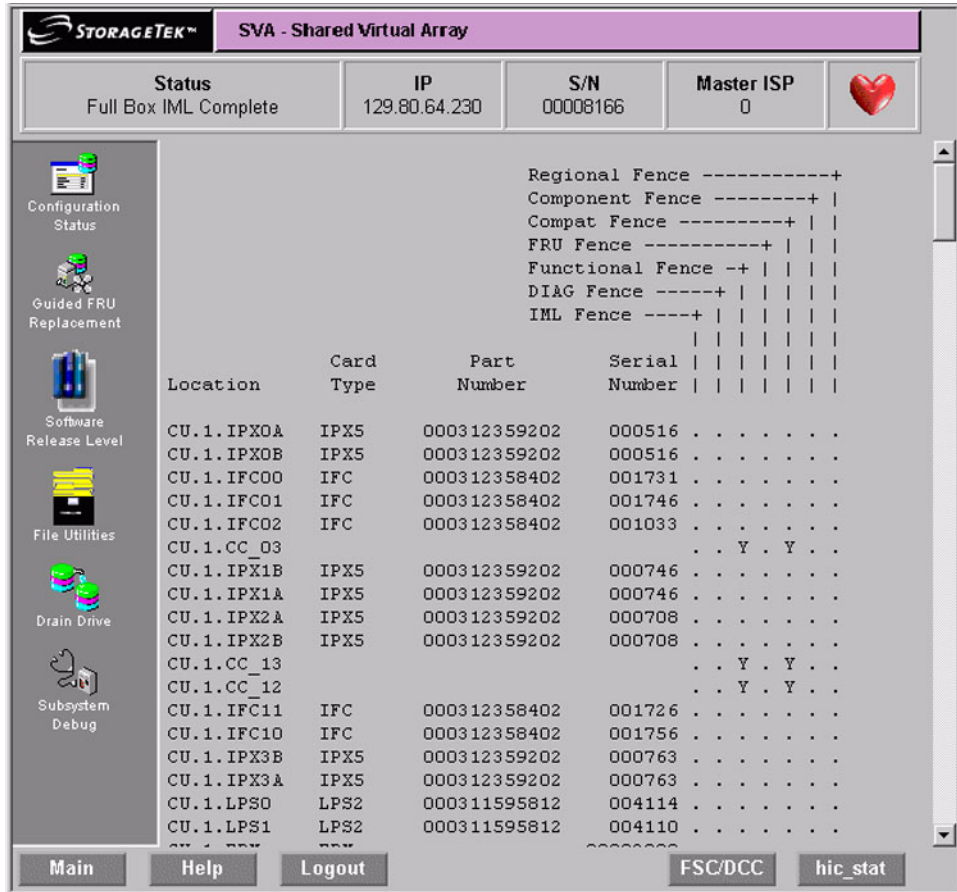 STORAGETEK™ SVA - Shared Virtual Array
Status IP S/N Master ISP
Full Box IML Complete 129.80.64.230 00008166 0
Configuration
Status
Guided FRU
Replacement
Software
Release Level
File Utilities
Drain Drive
Subsystem
Debug
Regional Fence -----------+
Component Fence --------+ |
Compat Fence ---------+ | |
FRU Fence ----------+ | | |
Functional Fence -+ | | | |
DIAG Fence -----+ | | | | |
IML Fence ----+ | | | | | |
| | | | | | |
Card Part Serial | | | | | | |
Location Type Number Number | | | | | | |
CU.1.IPX0A IPX5 000312359202 000516 . . . . . . .
CU.1.IPX0B IPX5 000312359202 000516 . . . . . . .
CU.1.IFC00 IFC 000312358402 001731 . . . . . . .
CU.1.IFC01 IFC 000312358402 001746 . . . . . . .
CU.1.IFC02 IFC 000312358402 001033 . . . . . . .
CU.1.CC_03 . . Y . Y . .
CU.1.IPX1B IPX5 000312359202 000746 . . . . . . .
CU.1.IPX1A IPX5 000312359202 000746 . . . . . . .
CU.1.IPX2A IPX5 000312359202 000708 . . . . . . .
CU.1.IPX2B IPX5 000312359202 000708 . . . . . . .
CU.1.CC_13 . . Y . Y . .
CU.1.CC_12 . . Y . Y . .
CU.1.IFC11 IFC 000312358402 001726 . . . . . . .
CU.1.IFC10 IFC 000312358402 001756 . . . . . . .
CU.1.IPX3B IPX5 000312359202 000763 . . . . . . .
CU.1.IPX3A IPX5 000312359202 000763 . . . . . . .
CU.1.LPS0 LPS2 000311595812 004114 . . . . . . .
CU.1.LPS1 LPS2 000311595812 004110 . . . . . . .
Main Help Logout FSC/DCC hic_stat